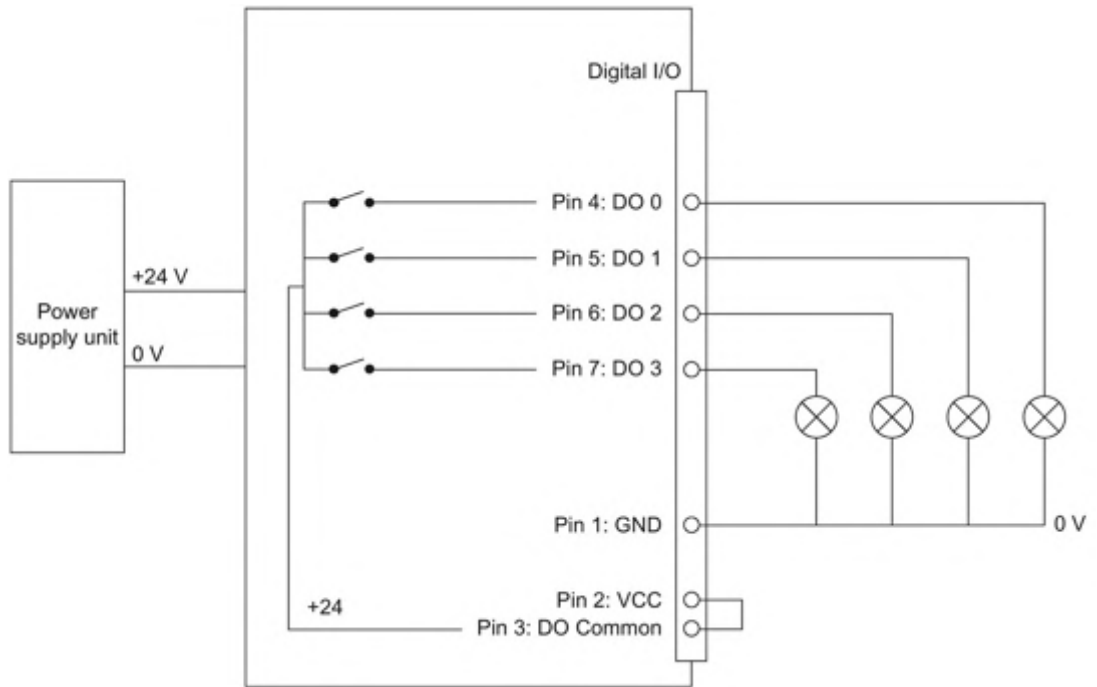 Digital I/O
Pin 4: DO 0
Pin 5: DO 1
+24 V
Power
supply unit
Pin 6: DO 2
0 V
Pin 7: DO 3
Pin 1: GND
0 V
Pin 2: VCC
+24
Pin 3: DO Common